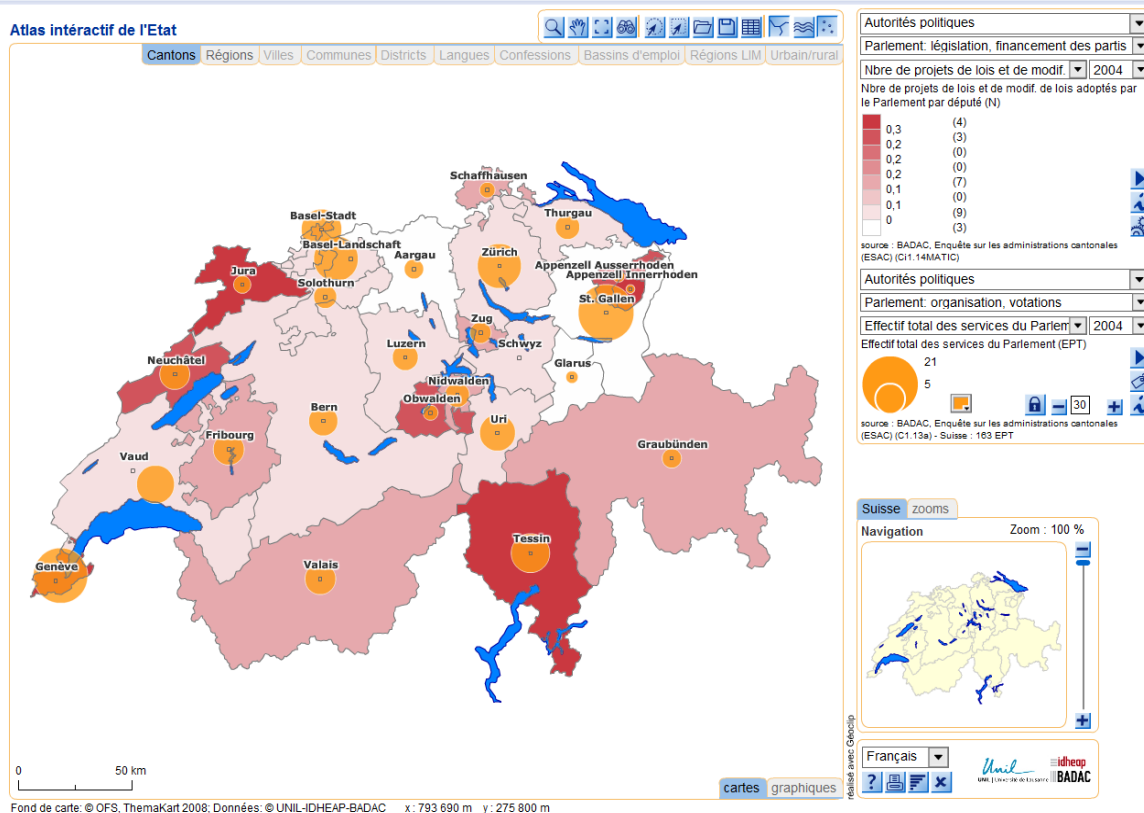 Atlas intéractif de l'Etat
Cantons Régions Villes Communes Districts Langues Confessions Bassins d'emploi Régions LIM Urbain/rural
Schaffhausen
Basel-Stadt
Thurgau
Basel-Landschaft
Aargau
Zürich
Jura
Appenzell Ausserrhoden
Appenzell Innerrhoden
Solothurn
St. Gallen
Zug
Luzern
Schwyz
Neuchâtel
Glarus
Nidwalden
Obwalden
Bern
Uri
Fribourg
Graubünden
Vaud
Tessin
Genève
Valais
0 50 km
cartes graphiques
Fond de carte: © OFS, ThemaKart 2008; Données: © UNIL-IDHEAP-BADAC x : 793 690 m y : 275 800 m
réalisé avec Géoclip
Autorités politiques
Parlement: législation, financement des partis
Nbre de projets de lois et de modif. 2004
Nbre de projets de lois et de modif. de lois adoptés par
le Parlement par député (N)
(4)
0,3
(3)
0,2
(0)
0,2
(0)
0,2
(7)
0,1
(0)
0,1
(9)
0
(3)
source : BADAC, Enquête sur les administrations cantonales
(ESAC) (Ci1.14MATIC)
Autorités politiques
Parlement: organisation, votations
Effectif total des services du Parlem 2004
Effectif total des services du Parlement (EPT)
21
5
30
source : BADAC, Enquête sur les administrations cantonales
(ESAC) (C1.13a) - Suisse : 163 EPT
Suisse zooms
Navigation Zoom : 100 %
Français
Unil
UNIL | Université de Lausanne
idheap
BADAC